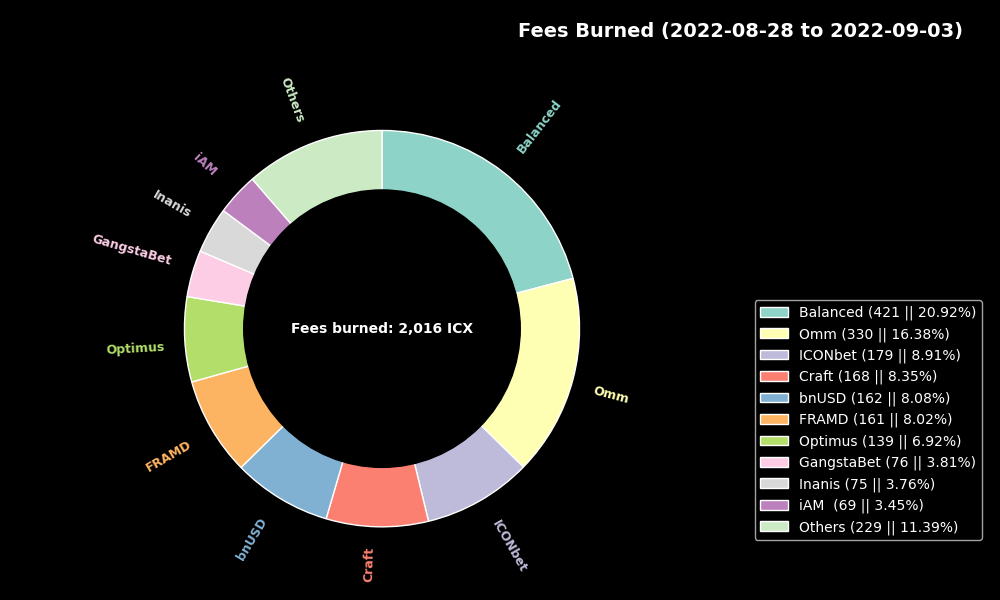 Fees Burned (2022-08-28 to 2022-09-03)
Others
Balanced
iAM
Inanis
GangstaBet
Optimus
Fees burned: 2,016 ICX
Omm
FRAMD
bnUSD
Craft
ICONbet
Balanced (421 || 20.92%)
Omm (330 || 16.38%)
ICONbet (179 || 8.91%)
Craft (168 || 8.35%)
bnUSD (162 || 8.08%)
FRAMD (161 || 8.02%)
Optimus (139 || 6.92%)
GangstaBet (76 || 3.81%)
Inanis (75 || 3.76%)
iAM  (69 || 3.45%)
Others (229 || 11.39%)